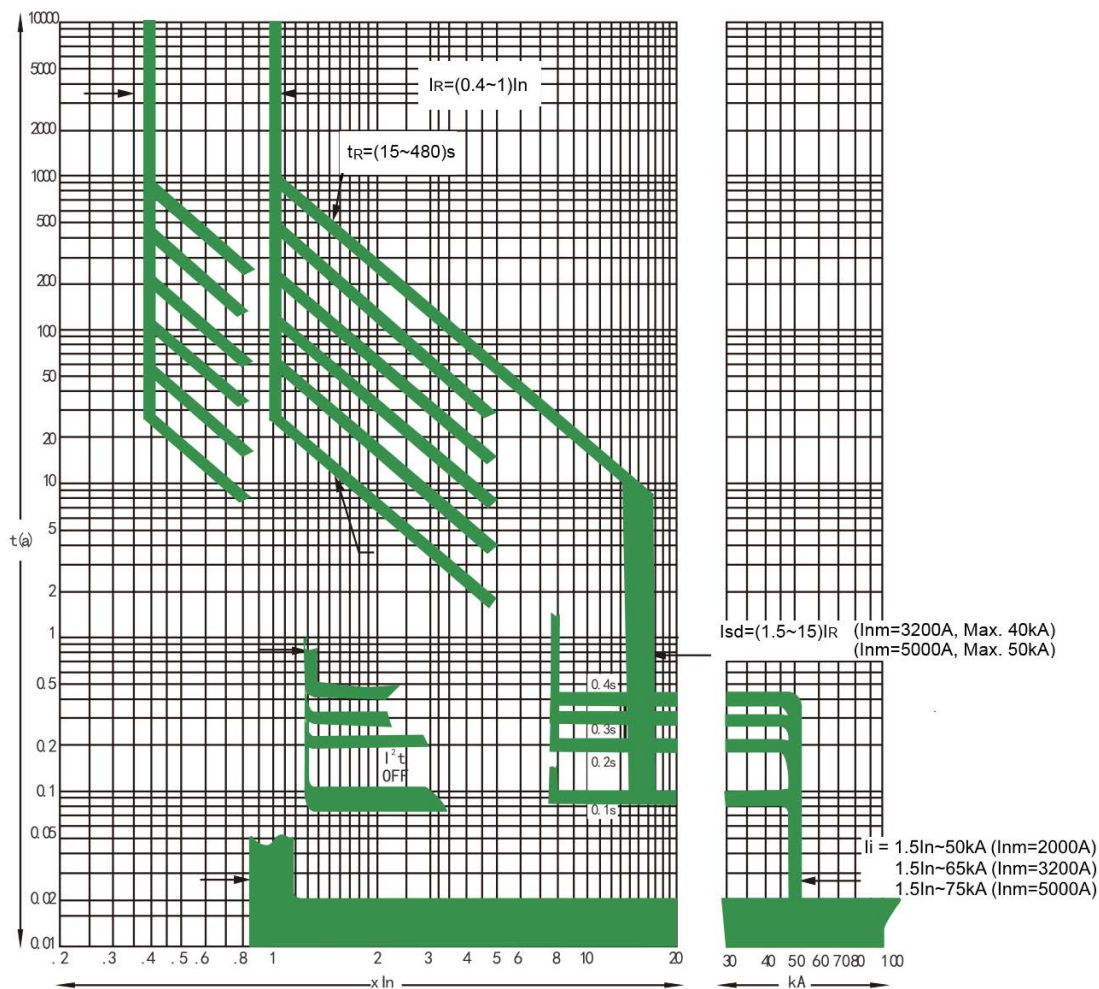 10000
5000
IR=(0.4~1)In
2000
tR=(15~480)s
1000
500
200
100
50
20
10
5
t(a)
2
1
Isd=(1.5~15)IR (Inm=3200A, Max. 40kA)
(Inm=5000A, Max. 50kA)
0.5
0.4s
0.3s
0.2
I²t
OFF
0.2s
0.1
0.1s
0.05
Ii = 1.5In~50kA (Inm=2000A)
1.5In~65kA (Inm=3200A)
1.5In~75kA (Inm=5000A)
0.02
0.01
.2 .3 .4 .5 .6 .8 1 2 3 4 5 6 8 10 20 30 40 50 60 70 80 100
x In kA